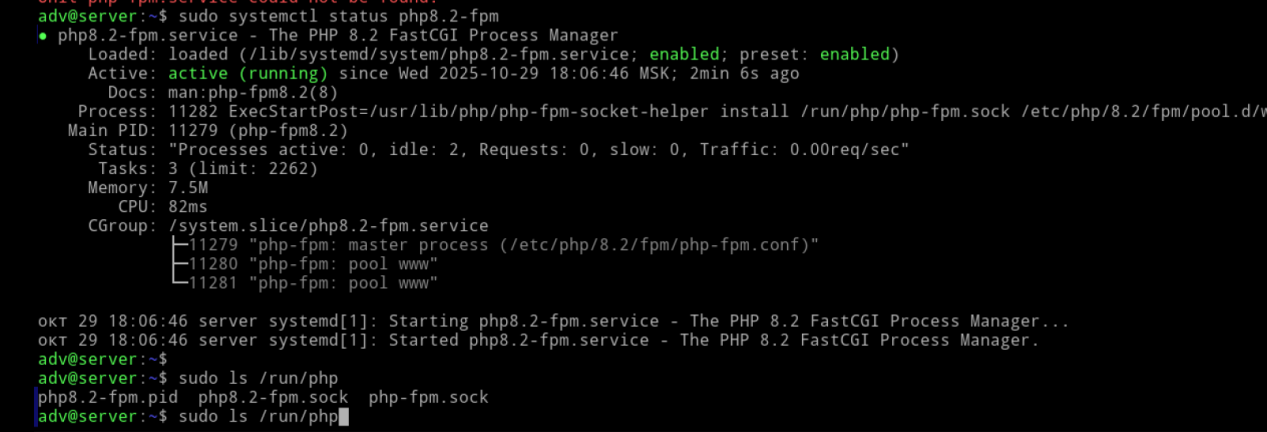 adv@server:~$ sudo systemctl status php8.2-fpm
● php8.2-fpm.service - The PHP 8.2 FastCGI Process Manager
Loaded: loaded (/lib/systemd/system/php8.2-fpm.service; enabled; preset: enabled)
Active: active (running) since Wed 2025-10-29 18:06:46 MSK; 2min 6s ago
Docs: man:php-fpm8.2(8)
Process: 11282 ExecStartPost=/usr/lib/php/php-fpm-socket-helper install /run/php/php-fpm.sock /etc/php/8.2/fpm/pool.d/w
Main PID: 11279 (php-fpm8.2)
Status: "Processes active: 0, idle: 2, Requests: 0, slow: 0, Traffic: 0.00req/sec"
Tasks: 3 (limit: 2262)
Memory: 7.5M
CPU: 82ms
CGroup: /system.slice/php8.2-fpm.service
├─11279 "php-fpm: master process (/etc/php/8.2/fpm/php-fpm.conf)"
├─11280 "php-fpm: pool www"
└─11281 "php-fpm: pool www"
окт 29 18:06:46 server systemd[1]: Starting php8.2-fpm.service - The PHP 8.2 FastCGI Process Manager...
окт 29 18:06:46 server systemd[1]: Started php8.2-fpm.service - The PHP 8.2 FastCGI Process Manager.
adv@server:~$
adv@server:~$ sudo ls /run/php
php8.2-fpm.pid  php8.2-fpm.sock  php-fpm.sock
adv@server:~$ sudo ls /run/php